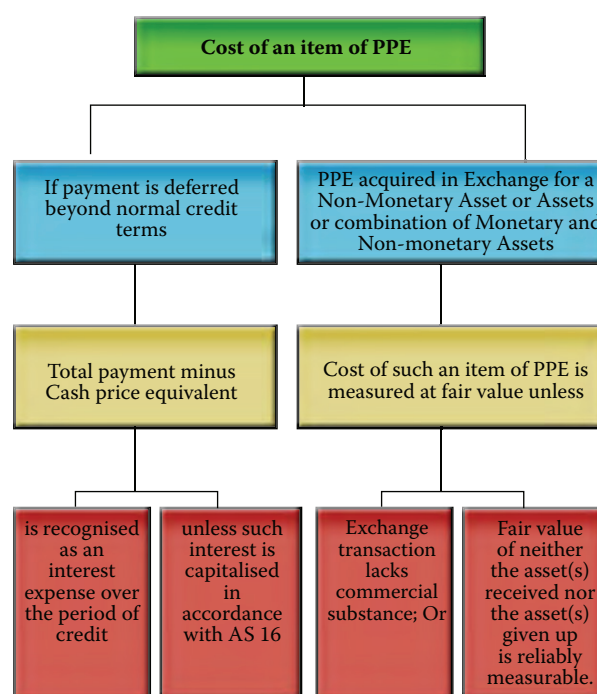 Cost of an item of PPE
If payment is deferred
beyond normal credit
terms
PPE acquired in Exchange for a
Non-Monetary Asset or Assets
or combination of Monetary and
Non-monetary Assets
Total payment minus
Cash price equivalent
Cost of such an item of PPE is
measured at fair value unless
is recognised
as an
interest
expense over
the period of
credit
unless such
interest is
capitalised
in
accordance
with AS 16
Exchange
transaction
lacks
commercial
substance; Or
Fair value
of neither
the asset(s)
received nor
the asset(s)
given up
is reliably
measurable.